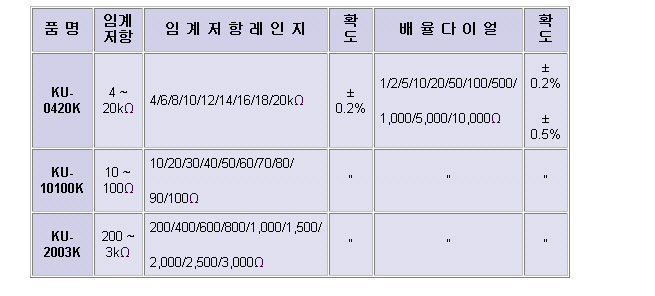 품 명
임계
저항
임 계 저 항 레 인 지
확
도
배 율 다 이 얼
확
도
KU-
0420K
4 ~
20kΩ
4/6/8/10/12/14/16/18/20kΩ
±
0.2%
1/2/5/10/20/50/100/500/
1,000/5,000/10,000Ω
±
0.2%
±
0.5%
KU-
10100K
10 ~
100Ω
10/20/30/40/50/60/70/80/
90/100Ω
"
"
"
KU-
2003K
200 ~
3kΩ
200/400/600/800/1,000/1,500/
2,000/2,500/3,000Ω
"
"
"